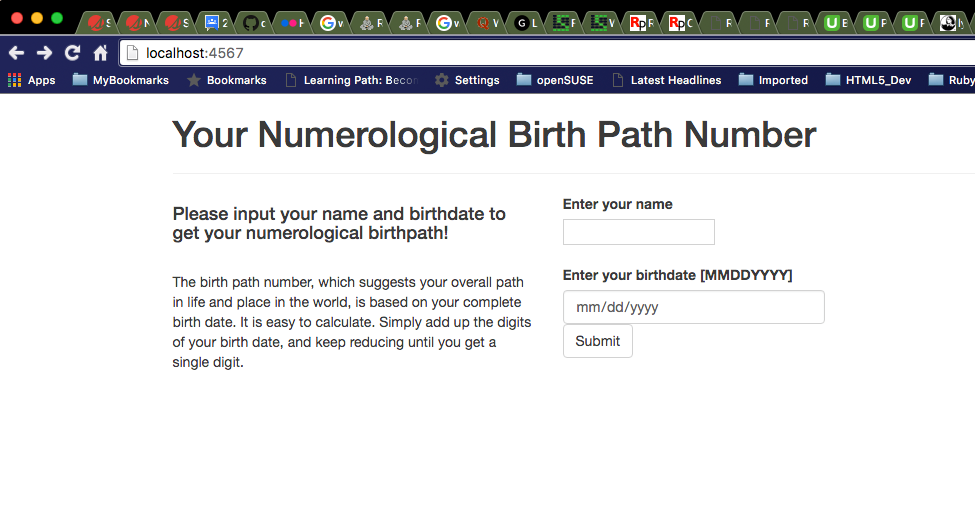 localhost:4567
Apps MyBookmarks Bookmarks Learning Path: Becon Settings openSUSE Latest Headlines Imported HTML5_Dev Ruby
Your Numerological Birth Path Number
Please input your name and birthdate to
get your numerological birthpath!
The birth path number, which suggests your overall path
in life and place in the world, is based on your complete
birth date. It is easy to calculate. Simply add up the digits
of your birth date, and keep reducing until you get a
single digit.
Enter your name
Enter your birthdate [MMDDYYYY]
mm/dd/yyyy
Submit